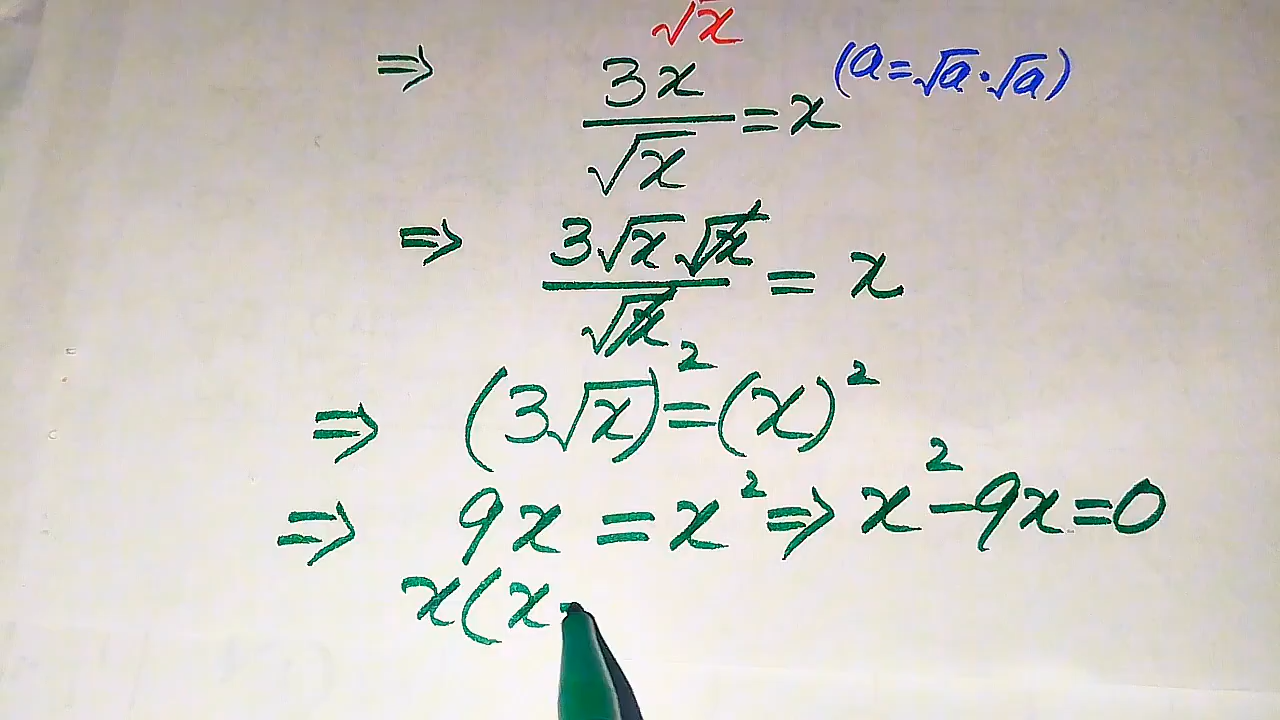 √x
⇒ 3x/√x = x (a=√a·√a)
⇒ 3√x·√x/√x = x
⇒ (3√x)² = (x)²
⇒ 9x = x² ⇒ x² - 9x = 0
x(x -